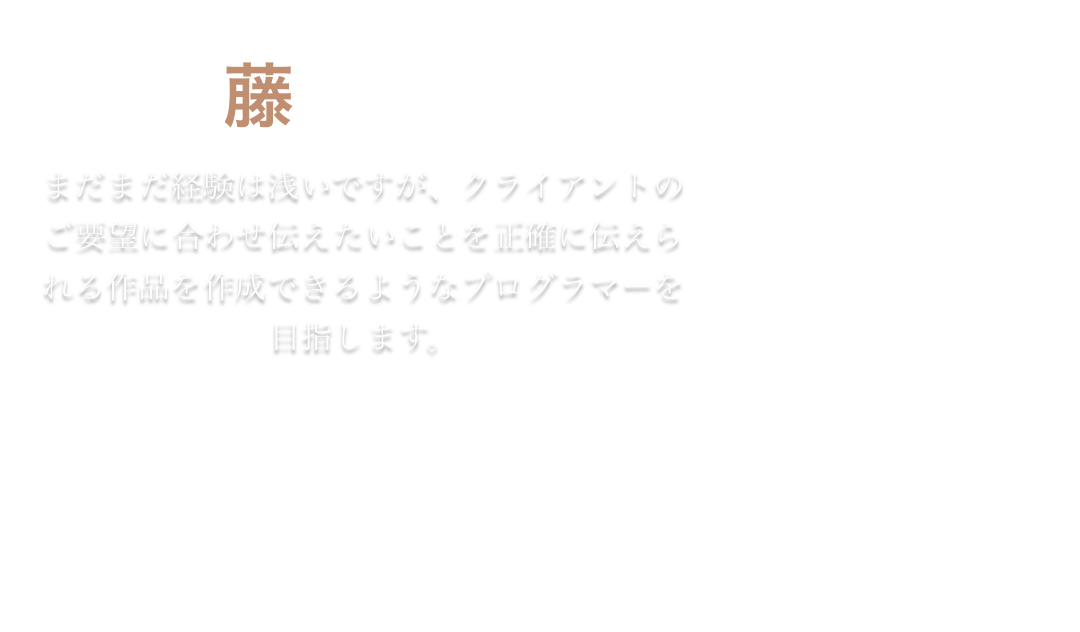 藤
まだまだ経験は浅いですが、クライアントの
ご要望に合わせ伝えたいことを正確に伝えら
れる作品を作成できるようなプログラマーを
目指します。